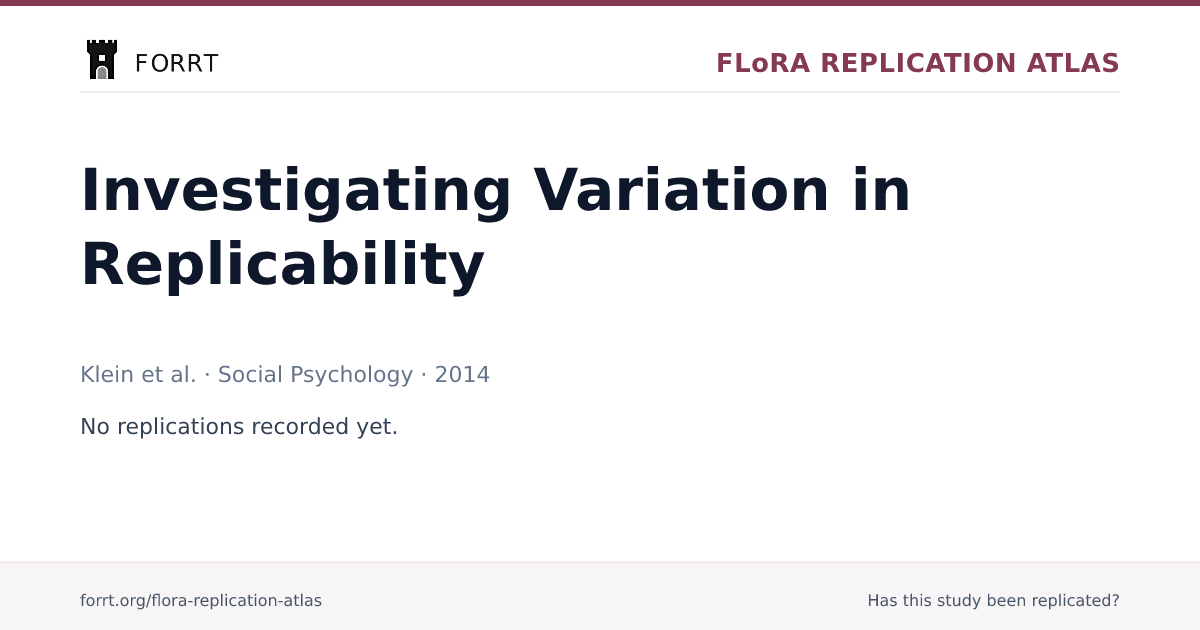 FORRT
FLoRA REPLICATION ATLAS
Investigating Variation in
Replicability
Klein et al. · Social Psychology · 2014
No replications recorded yet.
forrt.org/flora-replication-atlas
Has this study been replicated?